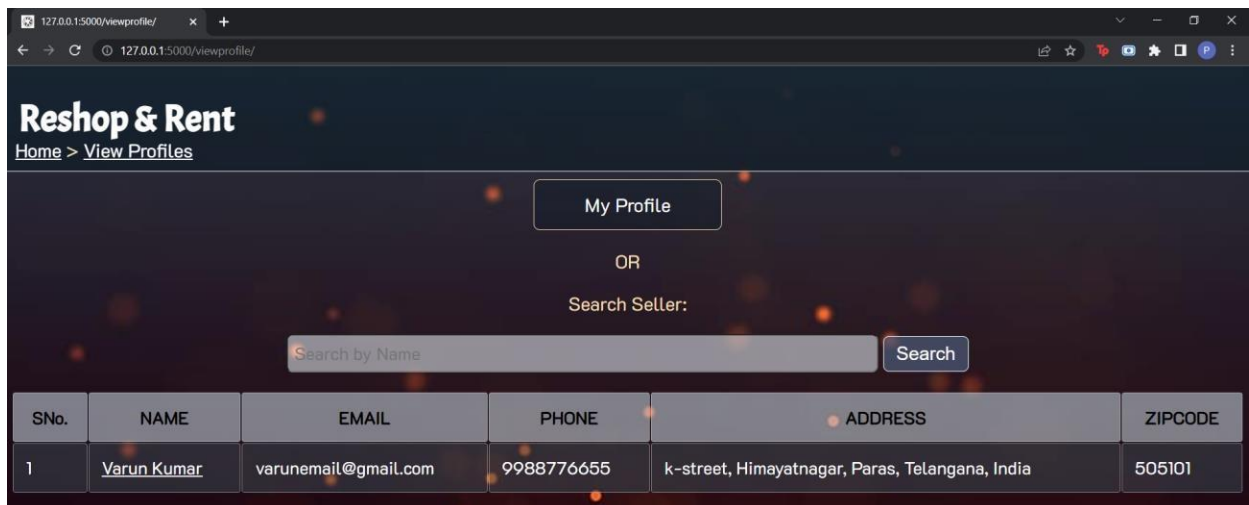 127.0.0.1:5000/viewprofile/
127.0.0.1:5000/viewprofile/
Tp
P
Reshop & Rent
Home > View Profiles
My Profile
OR
Search Seller:
Search by Name
Search
SNo. NAME EMAIL PHONE ADDRESS ZIPCODE
1 Varun Kumar varunemail@gmail.com 9988776655 k-street, Himayatnagar, Paras, Telangana, India 505101